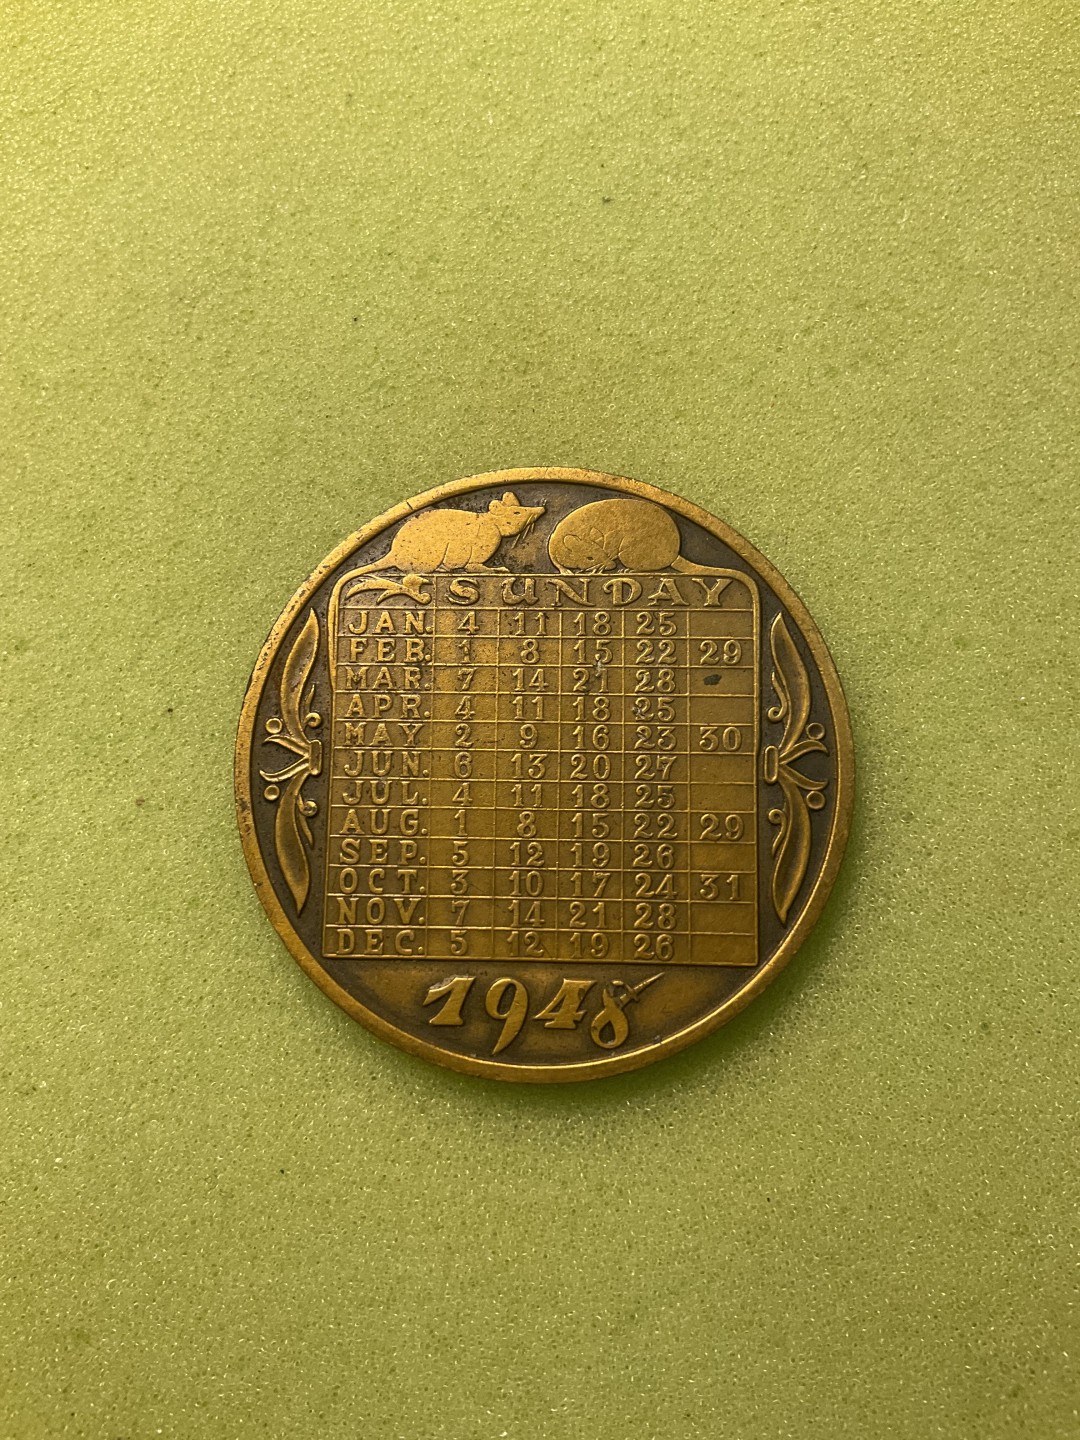 SUNDAY
JAN. 4 11 18 25
FEB. 1 8 15 22 29
MAR. 7 14 21 28
APR. 4 11 18 25
MAY 2 9 16 23 30
JUN. 6 13 20 27
JUL. 4 11 18 25
AUG. 1 8 15 22 29
SEP. 5 12 19 26
OCT. 3 10 17 24 31
NOV. 7 14 21 28
DEC. 5 12 19 26
1948